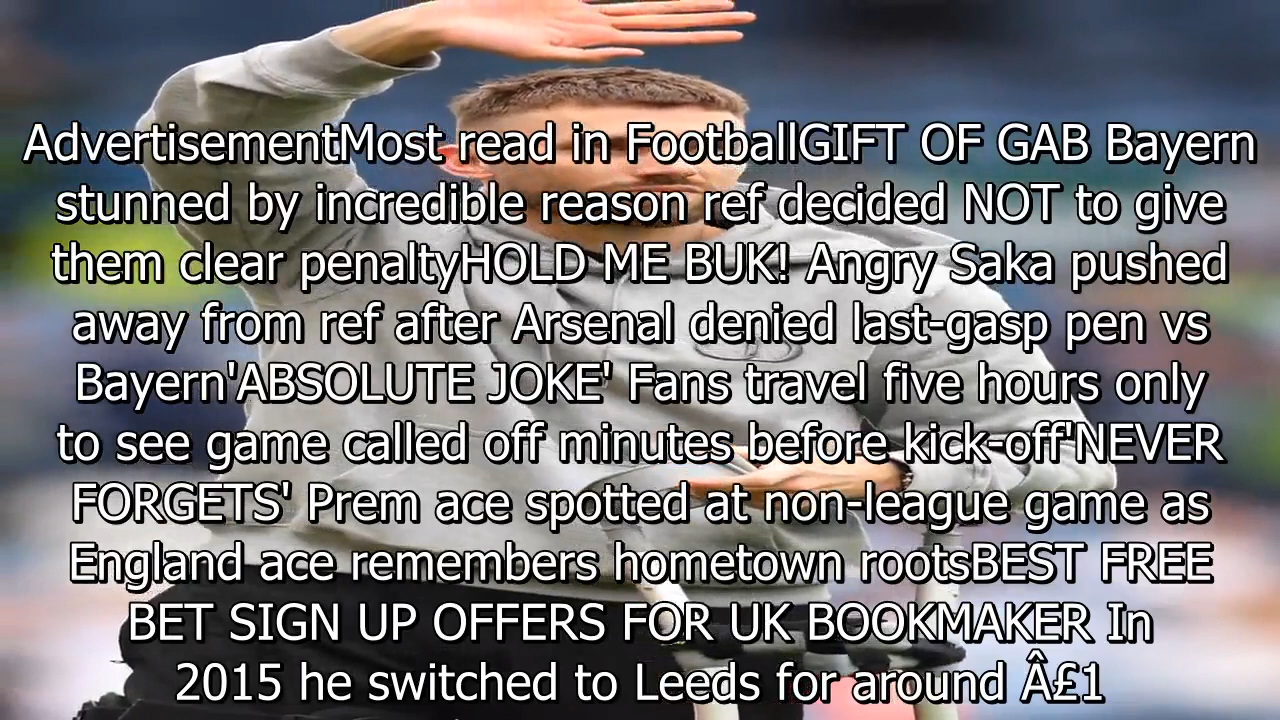 AdvertisementMost read in FootballGIFT OF GAB Bayern
stunned by incredible reason ref decided NOT to give
them clear penaltyHOLD ME BUK! Angry Saka pushed
away from ref after Arsenal denied last-gasp pen vs
Bayern'ABSOLUTE JOKE' Fans travel five hours only
to see game called off minutes before kick-off'NEVER
FORGETS' Prem ace spotted at non-league game as
England ace remembers hometown rootsBEST FREE
BET SIGN UP OFFERS FOR UK BOOKMAKER In
2015 he switched to Leeds for around Â£1